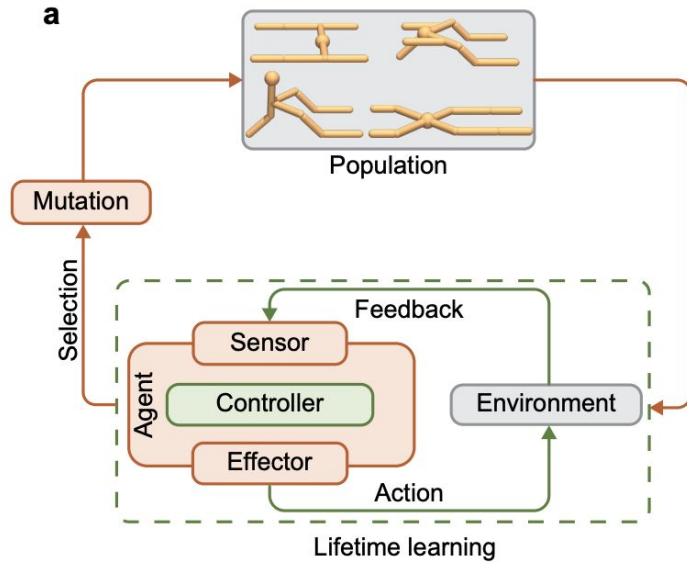 a
Population
Mutation
Selection
Feedback
Sensor
Agent
Controller
Environment
Effector
Action
Lifetime learning